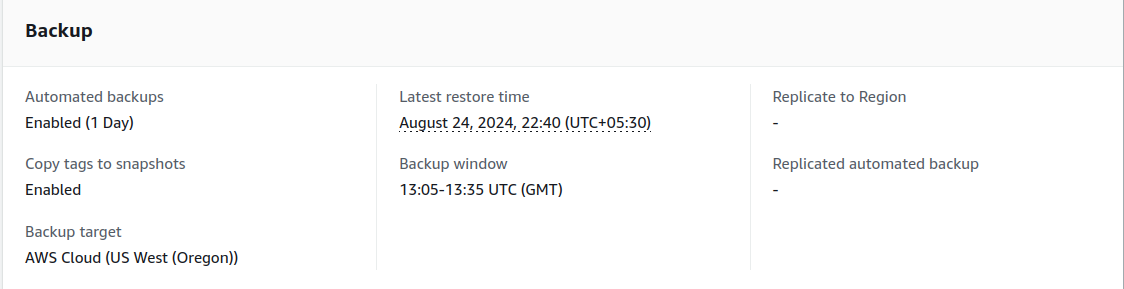 Backup
Automated backups
Enabled (1 Day)
Copy tags to snapshots
Enabled
Backup target
AWS Cloud (US West (Oregon))
Latest restore time
August 24, 2024, 22:40 (UTC+05:30)
Backup window
13:05-13:35 UTC (GMT)
Replicate to Region
-
Replicated automated backup
-